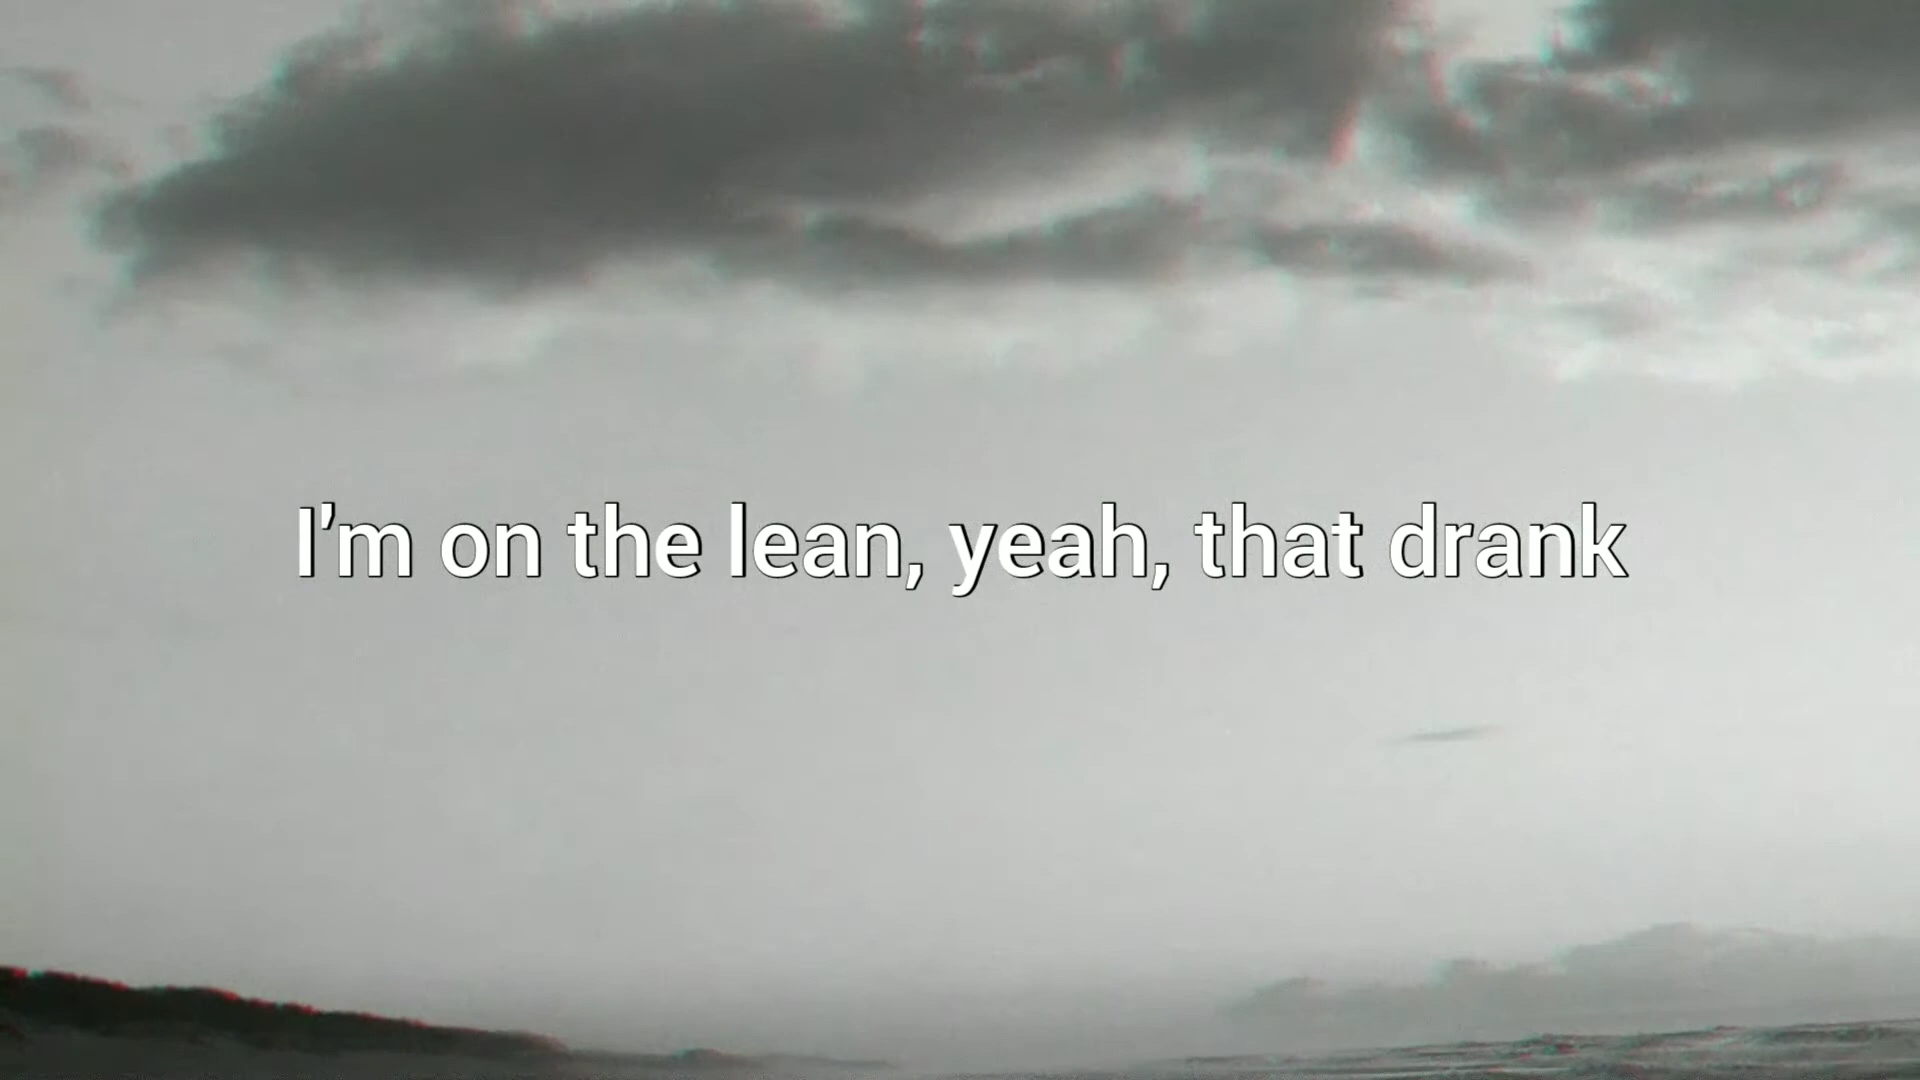 I'm on the lean, yeah, that drank